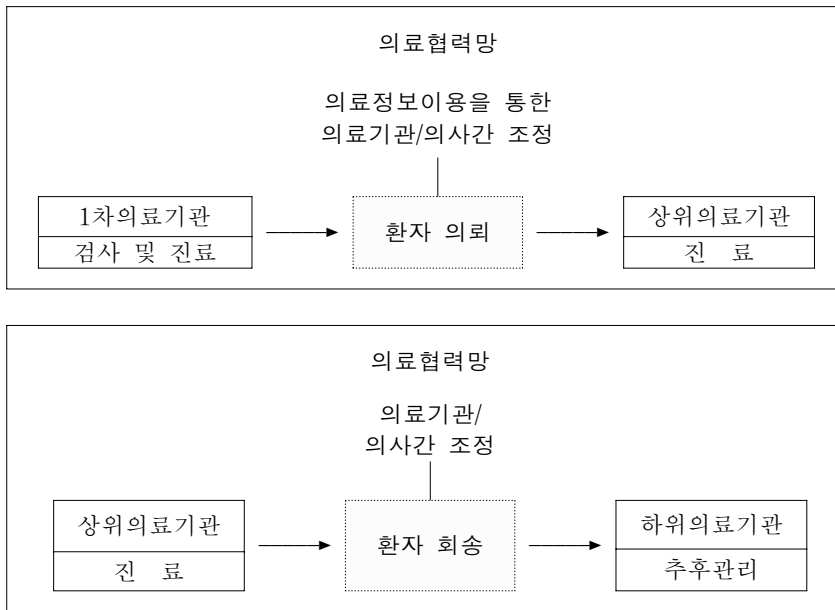 의료협력망
의료정보이용을 통한
의료기관/의사간 조정
1차의료기관
검사 및 진료
환자 의뢰
상위의료기관
진 료
의료협력망
의료기관/
의사간 조정
상위의료기관
진 료
환자 회송
하위의료기관
추후관리